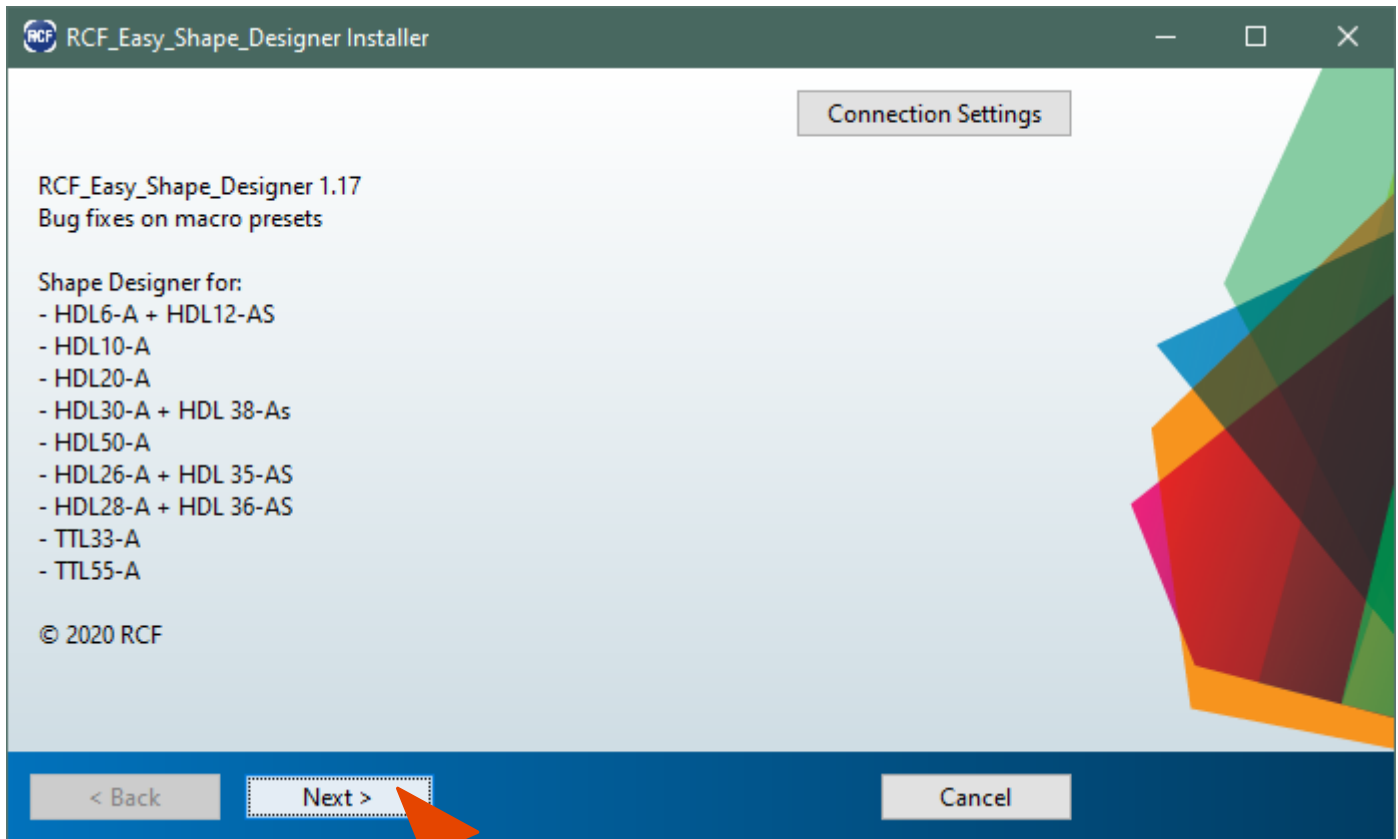 RCF RCF_Easy_Shape_Designer Installer
Connection Settings
RCF_Easy_Shape_Designer 1.17
Bug fixes on macro presets
Shape Designer for:
- HDL6-A + HDL12-AS
- HDL10-A
- HDL20-A
- HDL30-A + HDL 38-As
- HDL50-A
- HDL26-A + HDL 35-AS
- HDL28-A + HDL 36-AS
- TTL33-A
- TTL55-A
© 2020 RCF
< Back Next > Cancel